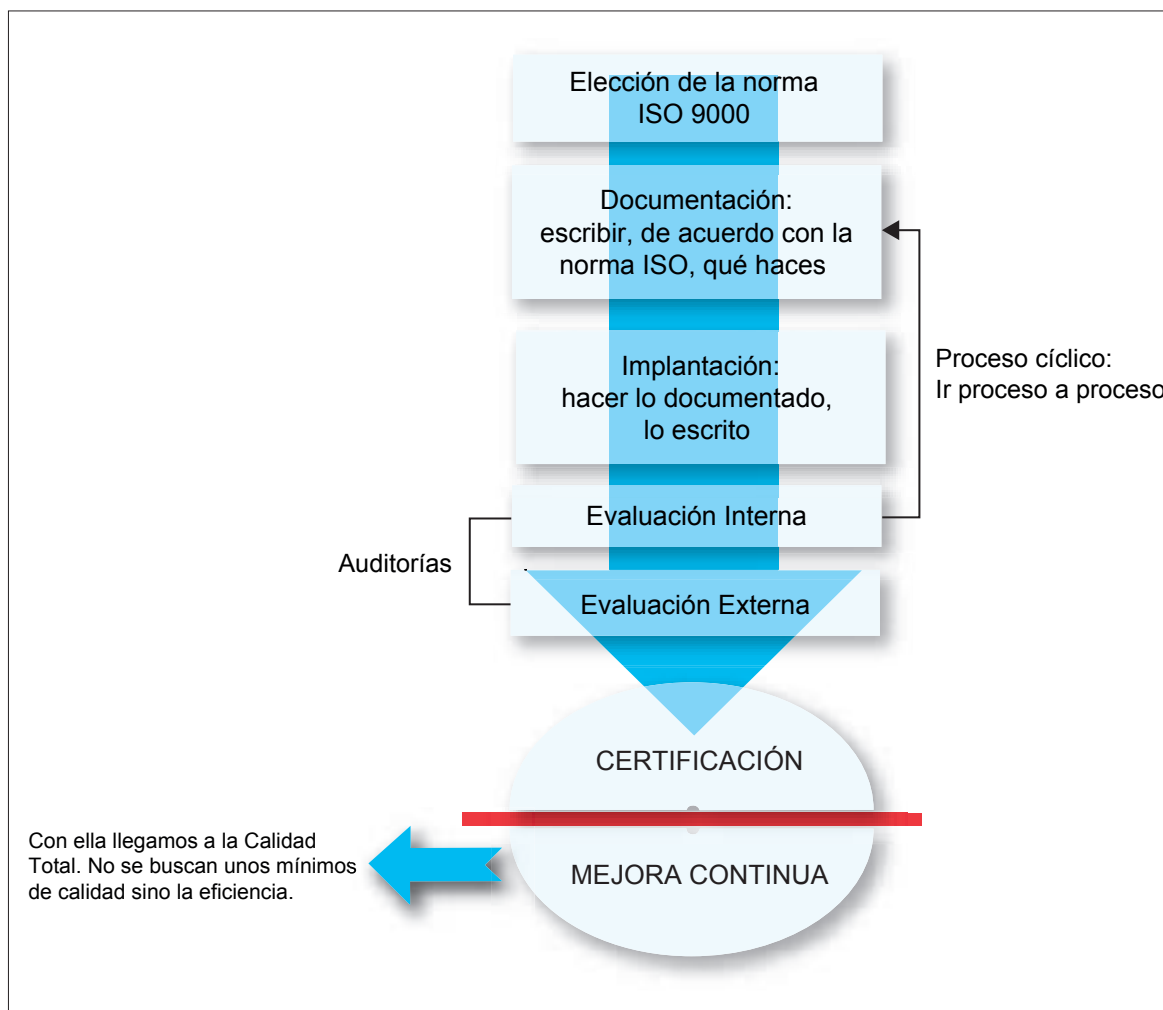 Elección de la norma
ISO 9000
Documentación:
escribir, de acuerdo con la
norma ISO, qué haces
Implantación:
hacer lo documentado,
lo escrito
Proceso cíclico:
Ir proceso a proceso
Evaluación Interna
Auditorías
Evaluación Externa
CERTIFICACIÓN
MEJORA CONTINUA
Con ella llegamos a la Calidad
Total. No se buscan unos mínimos
de calidad sino la eficiencia.